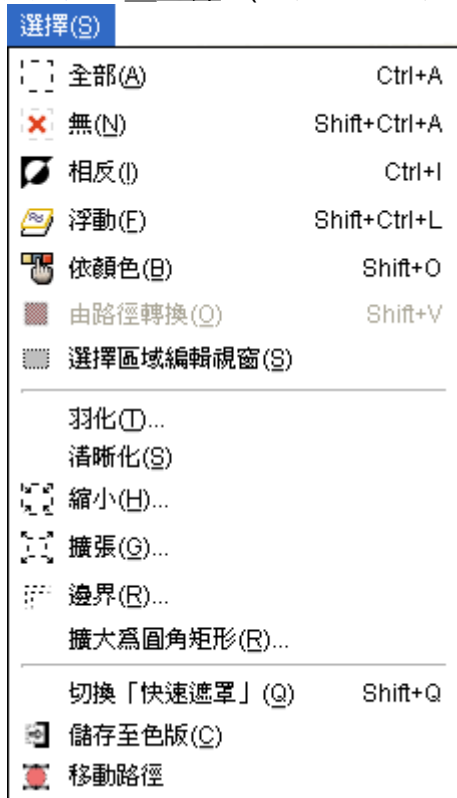 選擇(S)
全部(A) Ctrl+A
無(N) Shift+Ctrl+A
相反(I) Ctrl+I
浮動(F) Shift+Ctrl+L
依顏色(B) Shift+O
由路徑轉換(O) Shift+V
選擇區域編輯視窗(S)
羽化(T)...
清晰化(S)
縮小(H)...
擴張(G)...
邊界(R)...
擴大為圓角矩形(R)...
切換「快速遮罩」(Q) Shift+Q
儲存至色版(C)
移動路徑